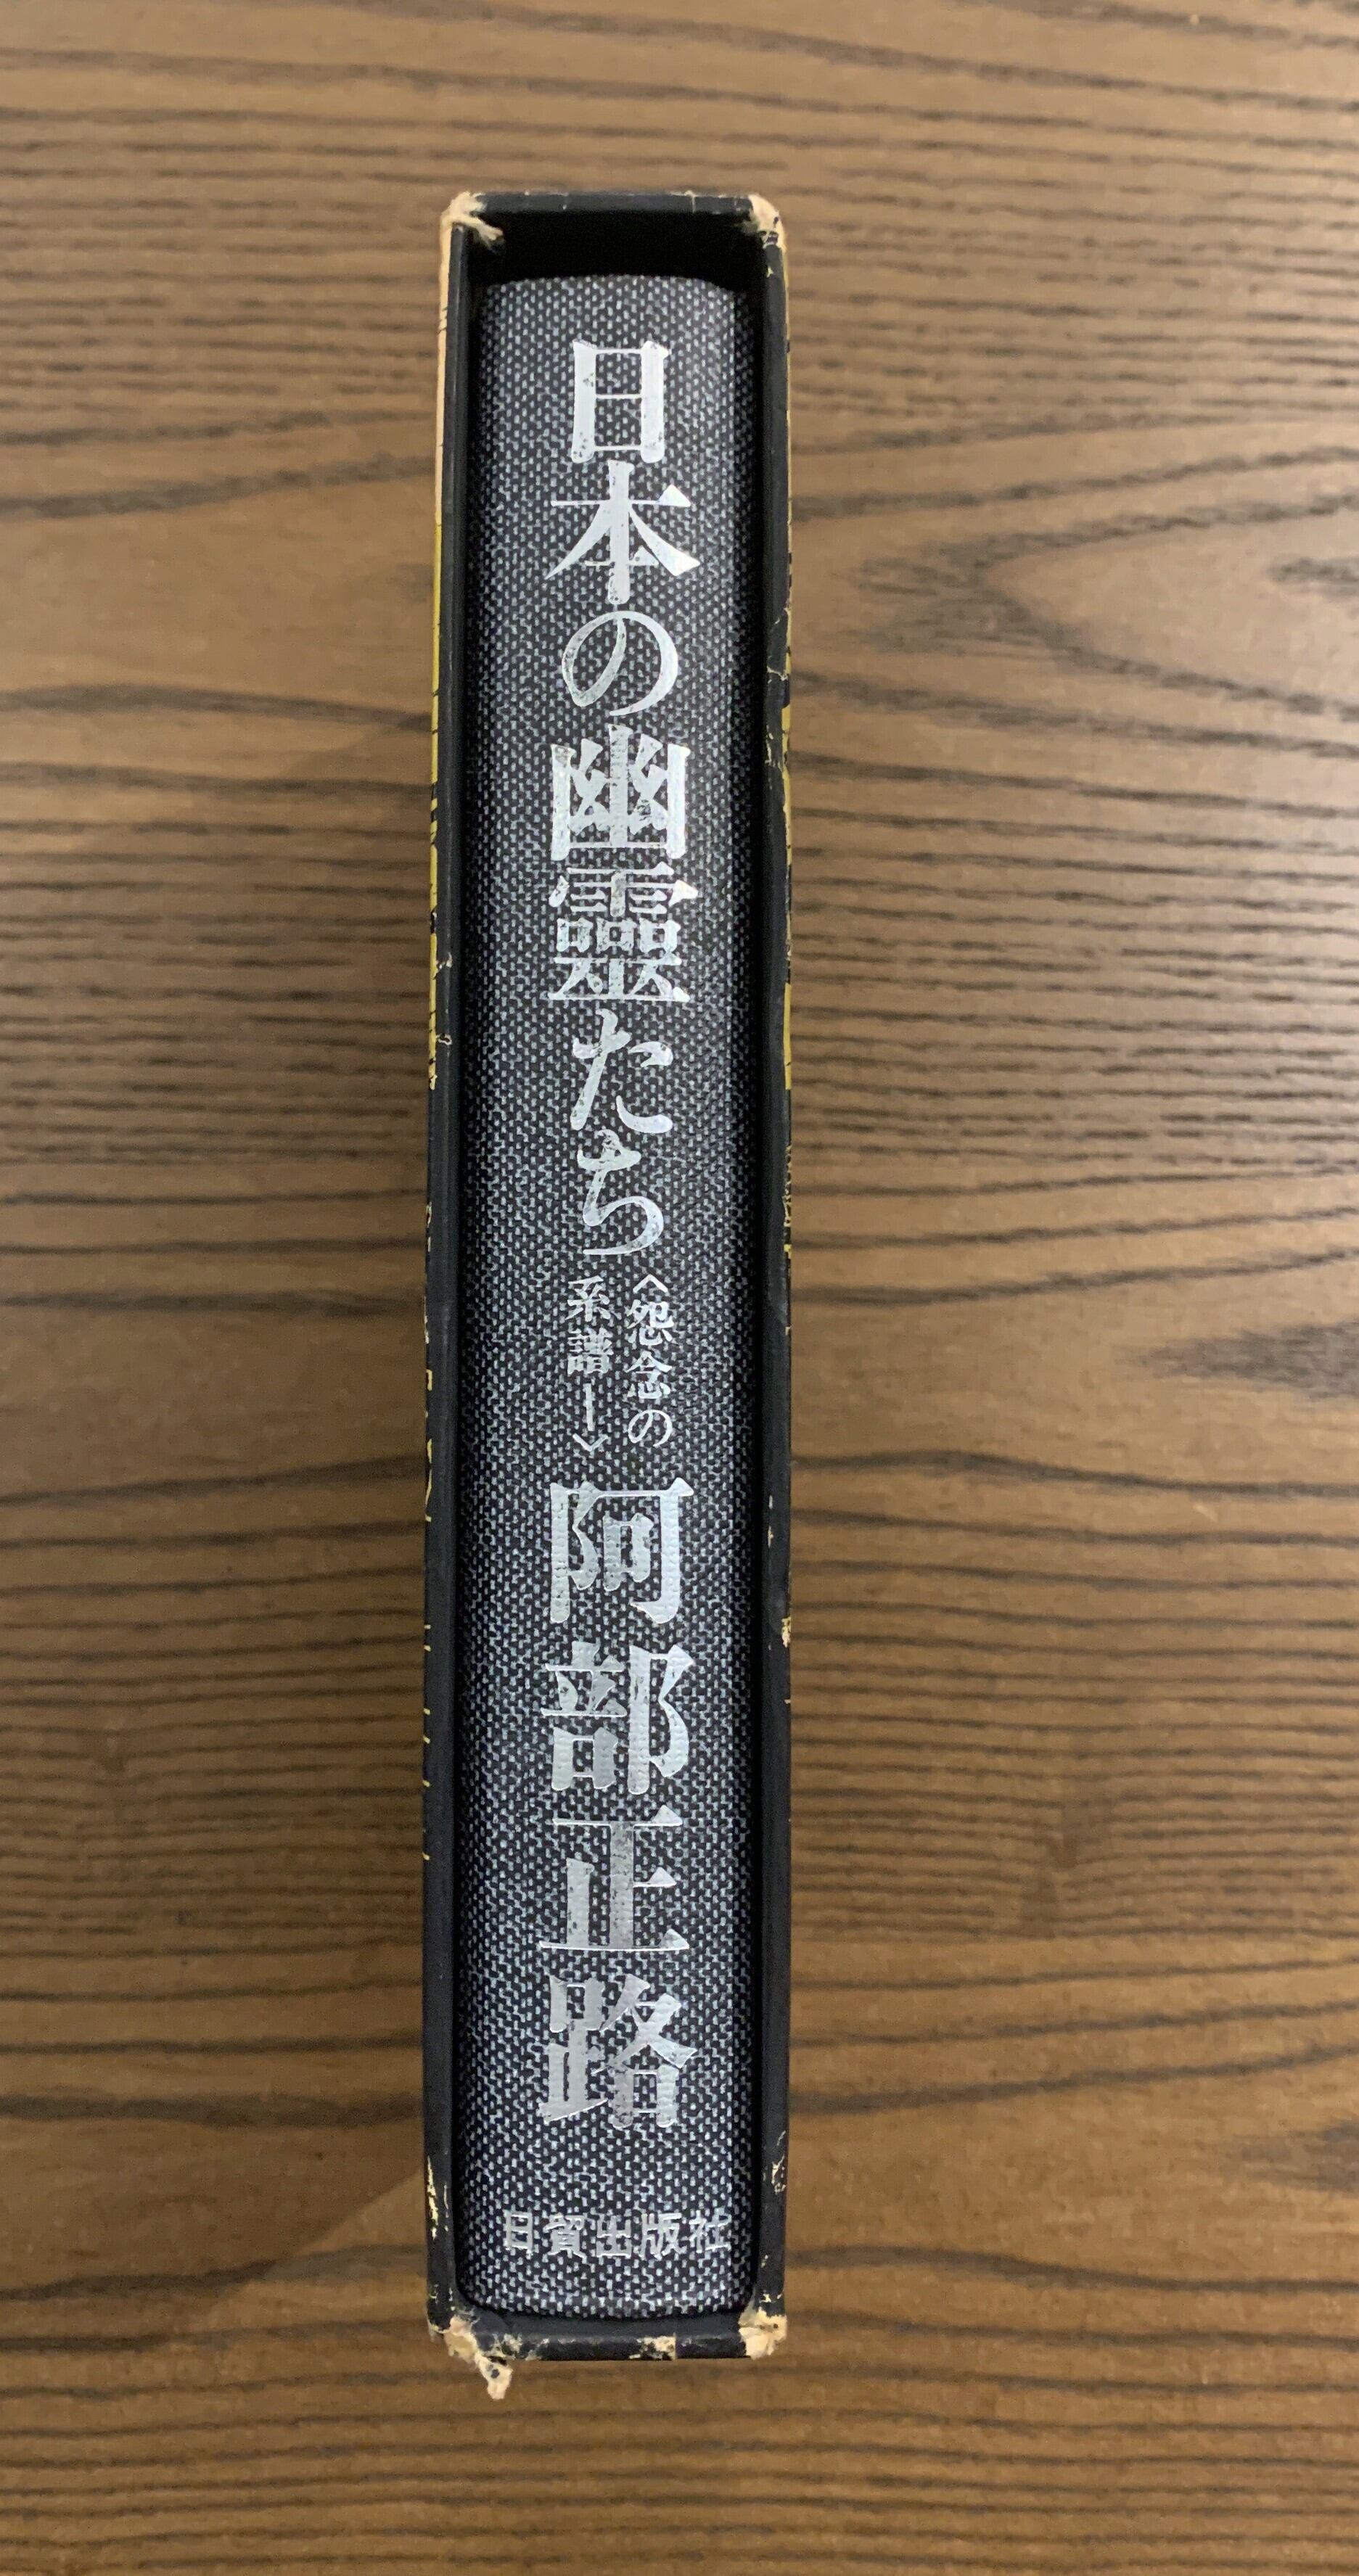 日本の幽靈たち
〈怨念の
系譜―〉
阿部正路
日貿出版社